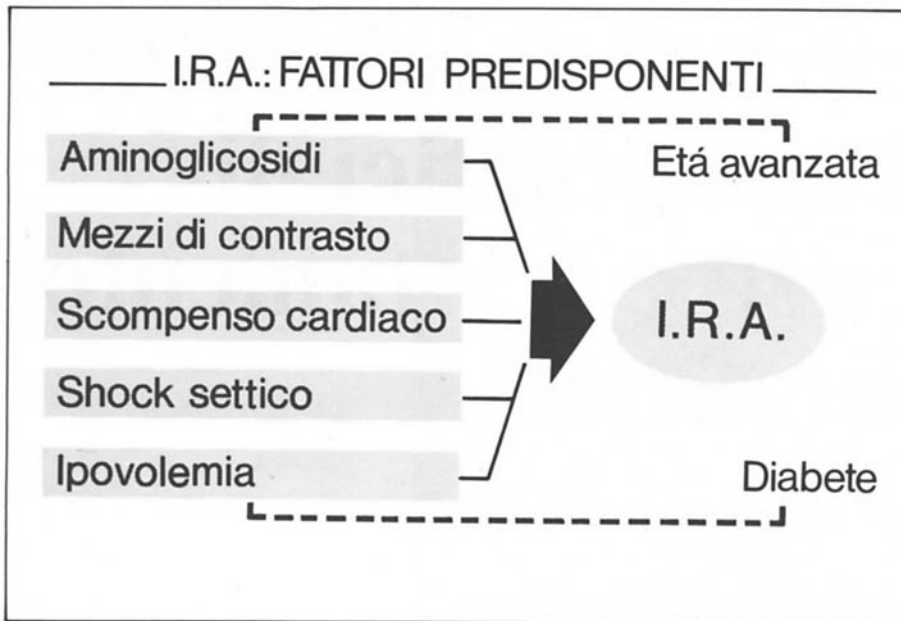 I.R.A.: FATTORI PREDISPONENTI
Aminoglicosidi
Etá avanzata
Mezzi di contrasto
Scompenso cardiaco
I.R.A.
Shock settico
Ipovolemia
Diabete